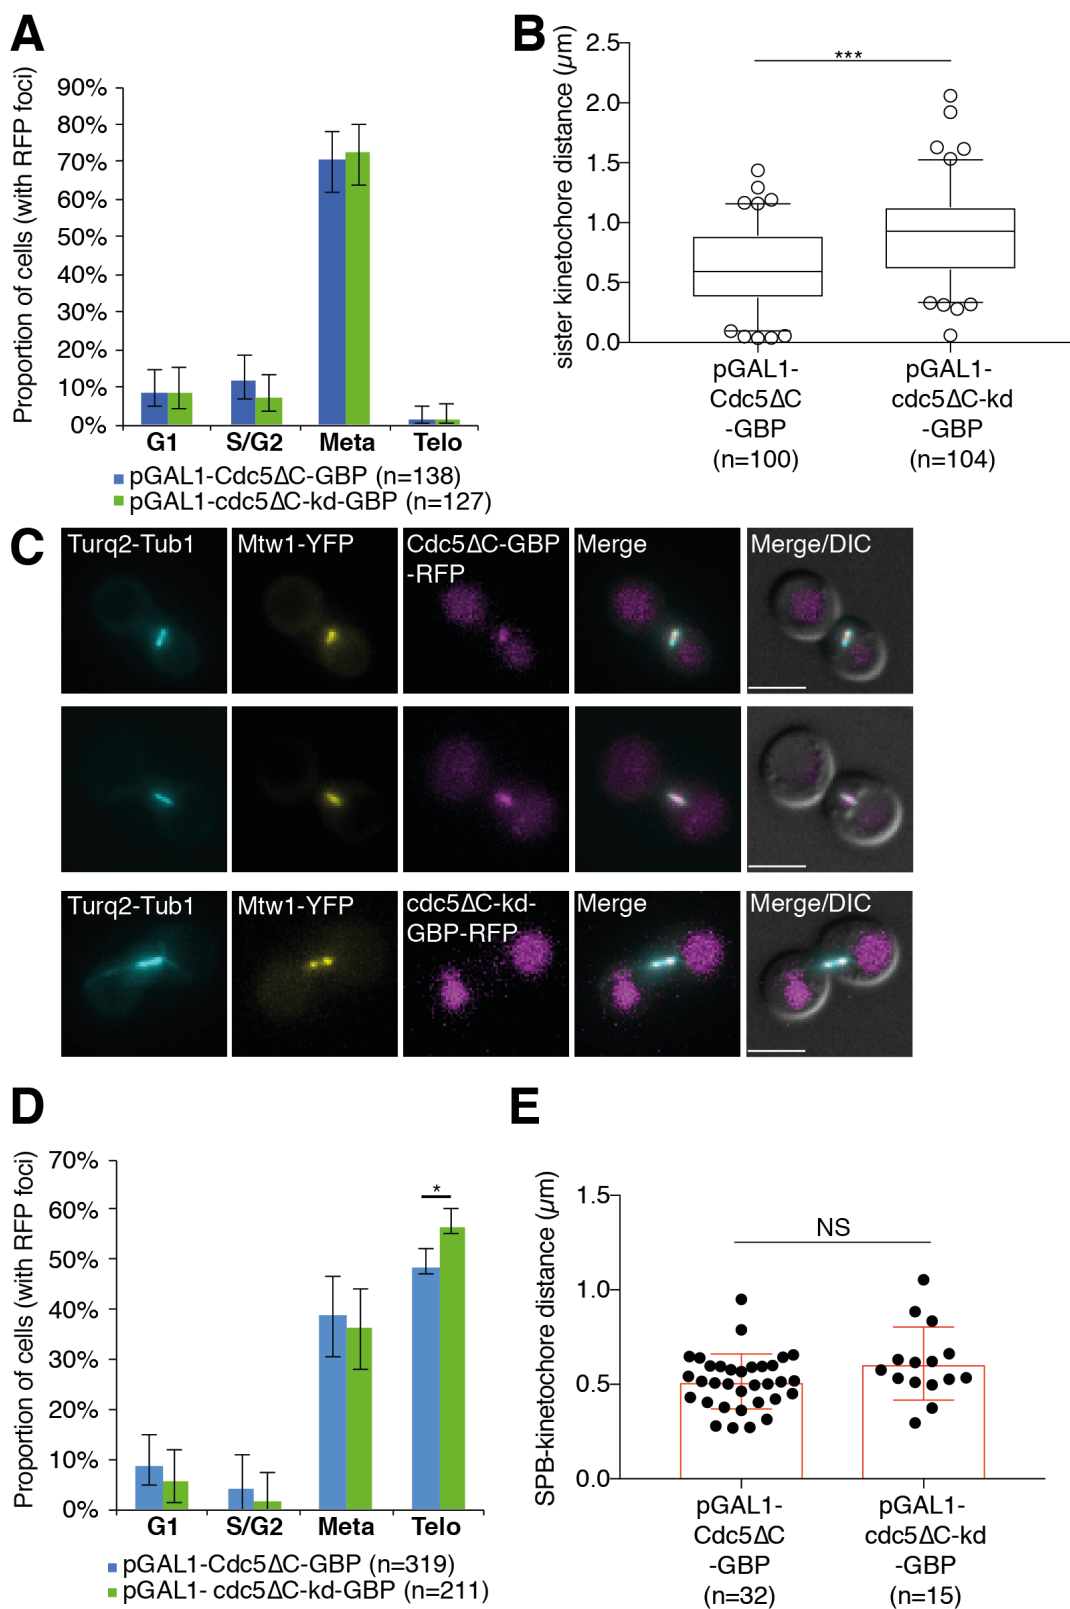 A
Proportion of cells (with RFP foci)
90%
80%
70%
60%
50%
40%
30%
20%
10%
0%
G1 S/G2 Meta Telo
pGAL1-Cdc5ΔC-GBP (n=138)
pGAL1-cdc5ΔC-kd-GBP (n=127)
B
sister kinetochore distance (μm)
2.5
2.0
1.5
1.0
0.5
0.0
***
pGAL1-
Cdc5ΔC
-GBP
(n=100)
pGAL1-
cdc5ΔC-kd
-GBP
(n=104)
C
Turq2-Tub1
Mtw1-YFP
Cdc5ΔC-GBP
-RFP
Merge
Merge/DIC
Turq2-Tub1
Mtw1-YFP
cdc5ΔC-kd-
GBP-RFP
Merge
Merge/DIC
D
Proportion of cells (with RFP foci)
70%
60%
50%
40%
30%
20%
10%
0%
*
G1 S/G2 Meta Telo
pGAL1-Cdc5ΔC-GBP (n=319)
pGAL1- cdc5ΔC-kd-GBP (n=211)
E
SPB-kinetochore distance (μm)
1.5
1.0
0.5
0.0
NS
pGAL1-
Cdc5ΔC
-GBP
(n=32)
pGAL1-
cdc5ΔC-kd
-GBP
(n=15)